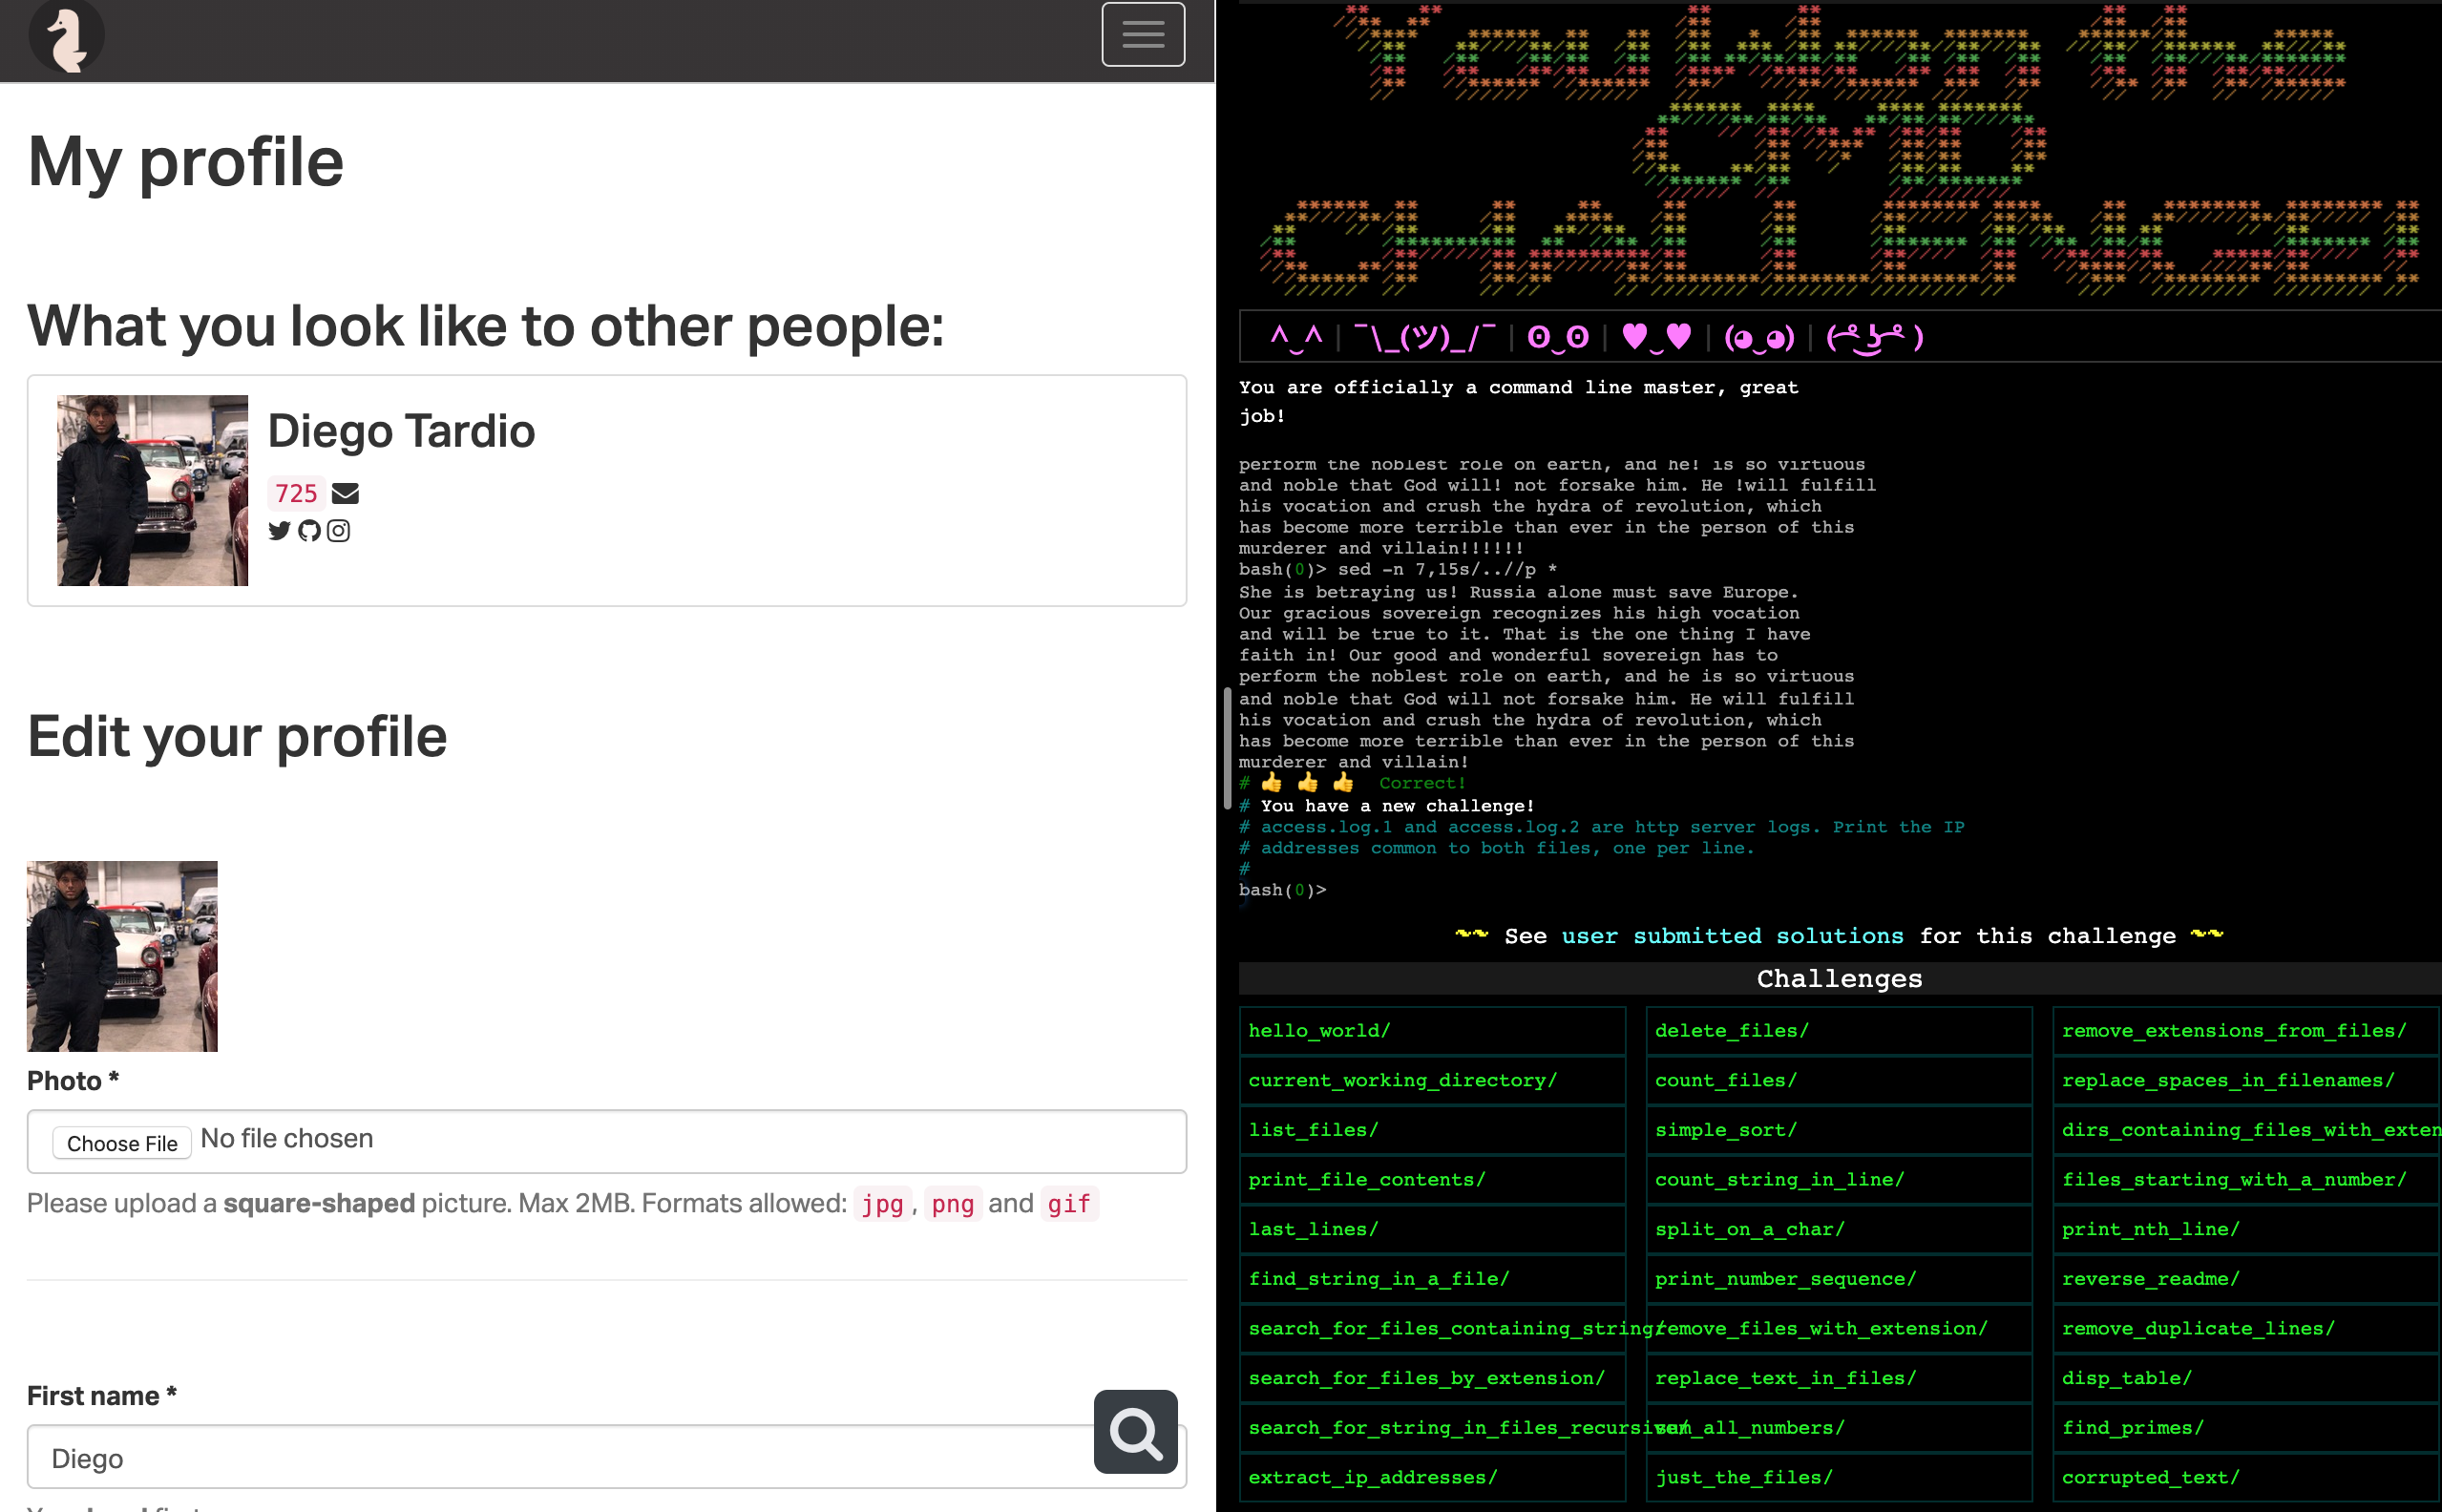 My profile
What you look like to other people:
Diego Tardio
725
Edit your profile
Photo *
Choose File No file chosen
Please upload a square-shaped picture. Max 2MB. Formats allowed: jpg, png and gif
First name *
Diego
You Won the
CMD
CHALLENGE!
^‿^ | ¯\_(ツ)_/¯ | ʘ‿ʘ | ♥‿♥ | (◕‿◕) | ( ͡° ͜ʖ ͡° )
You are officially a command line master, great
job!
perform the noblest role on earth, and he! is so virtuous
and noble that God will! not forsake him. He !will fulfill
his vocation and crush the hydra of revolution, which
has become more terrible than ever in the person of this
murderer and villain!!!!!!
bash(0)> sed -n 7,15s/..//p *
She is betraying us! Russia alone must save Europe.
Our gracious sovereign recognizes his high vocation
and will be true to it. That is the one thing I have
faith in! Our good and wonderful sovereign has to
perform the noblest role on earth, and he is so virtuous
and noble that God will not forsake him. He will fulfill
his vocation and crush the hydra of revolution, which
has become more terrible than ever in the person of this
murderer and villain!
# 👍 👍 👍 Correct!
# You have a new challenge!
# access.log.1 and access.log.2 are http server logs. Print the IP
# addresses common to both files, one per line.
#
bash(0)>
~~ See user submitted solutions for this challenge ~~
Challenges
hello_world/ delete_files/ remove_extensions_from_files/
current_working_directory/ count_files/ replace_spaces_in_filenames/
list_files/ simple_sort/ dirs_containing_files_with_exten
print_file_contents/ count_string_in_line/ files_starting_with_a_number/
last_lines/ split_on_a_char/ print_nth_line/
find_string_in_a_file/ print_number_sequence/ reverse_readme/
search_for_files_containing_string/ remove_files_with_extension/ remove_duplicate_lines/
search_for_files_by_extension/ replace_text_in_files/ disp_table/
search_for_string_in_files_recursive/ sum_all_numbers/ find_primes/
extract_ip_addresses/ just_the_files/ corrupted_text/